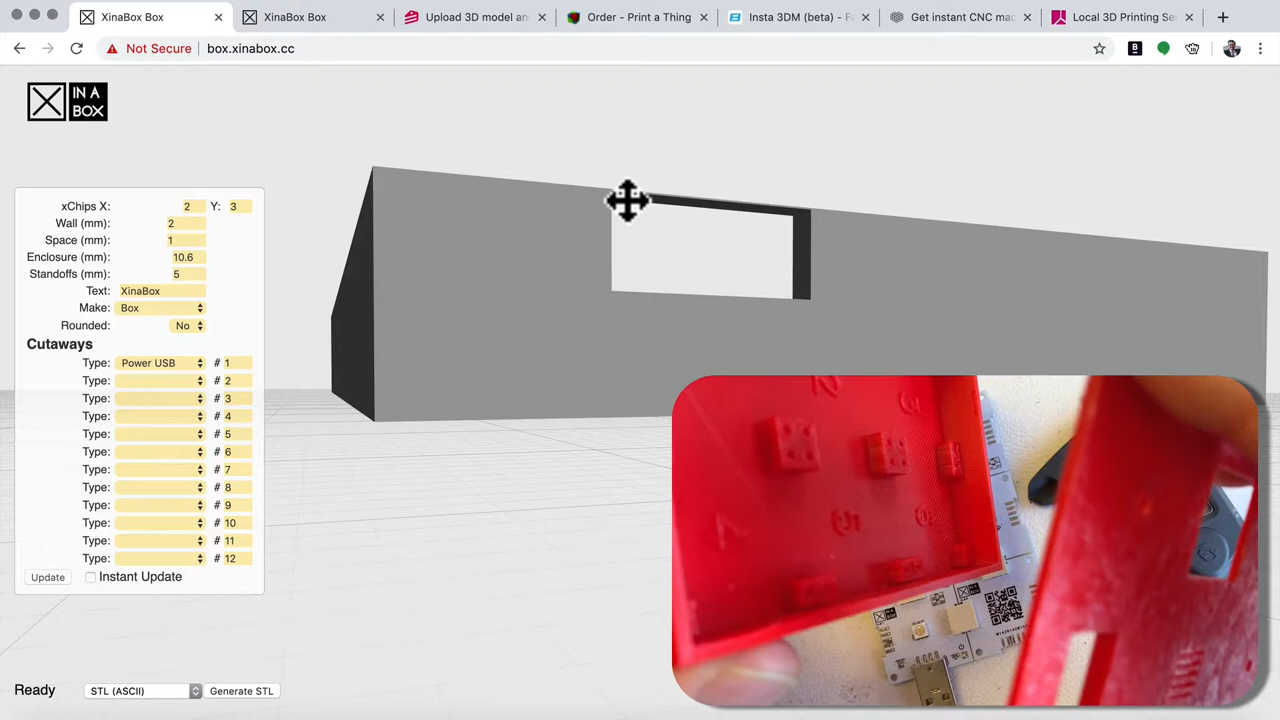 XinaBox Box
XinaBox Box
Upload 3D model an
Order - Print a Thing
Insta 3DM (beta) - F
Get instant CNC ma
Local 3D Printing Se
Not Secure
box.xinabox.cc
IN A
BOX
xChips X: 2 Y: 3
Wall (mm): 2
Space (mm): 1
Enclosure (mm): 10.6
Standoffs (mm): 5
Text: XinaBox
Make: Box
Rounded: No
Cutaways
Type: Power USB # 1
Type: # 2
Type: # 3
Type: # 4
Type: # 5
Type: # 6
Type: # 7
Type: # 8
Type: # 9
Type: # 10
Type: # 11
Type: # 12
Update
Instant Update
Ready
STL (ASCII)
Generate STL